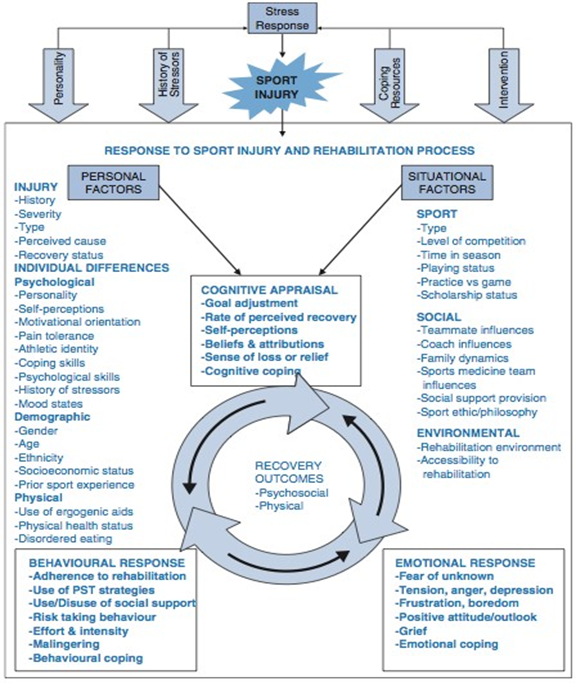 Stress
Response
Personality
History of
Stressors
SPORT
INJURY
Coping
Resources
Intervention
RESPONSE TO SPORT INJURY AND REHABILITATION PROCESS
PERSONAL
FACTORS
SITUATIONAL
FACTORS
INJURY
-History
-Severity
-Type
-Perceived cause
-Recovery status
INDIVIDUAL DIFFERENCES
Psychological
-Personality
-Self-perceptions
-Motivational orientation
-Pain tolerance
-Athletic identity
-Coping skills
-Psychological skills
-History of stressors
-Mood states
Demographic
-Gender
-Age
-Ethnicity
-Socioeconomic status
-Prior sport experience
Physical
-Use of ergogenic aids
-Physical health status
-Disordered eating
COGNITIVE APPRAISAL
-Goal adjustment
-Rate of perceived recovery
-Self-perceptions
-Beliefs & attributions
-Sense of loss or relief
-Cognitive coping
SPORT
-Type
-Level of competition
-Time in season
-Playing status
-Practice vs game
-Scholarship status
SOCIAL
-Teammate influences
-Coach influences
-Family dynamics
-Sports medicine team
influences
-Social support provision
-Sport ethic/philosophy
ENVIRONMENTAL
-Rehabilitation environment
-Accessibility to
rehabilitation
RECOVERY
OUTCOMES
-Psychosocial
-Physical
BEHAVIOURAL RESPONSE
-Adherence to rehabilitation
-Use of PST strategies
-Use/Disuse of social support
-Risk taking behaviour
-Effort & intensity
-Malingering
-Behavioural coping
EMOTIONAL RESPONSE
-Fear of unknown
-Tension, anger, depression
-Frustration, boredom
-Positive attitude/outlook
-Grief
-Emotional coping